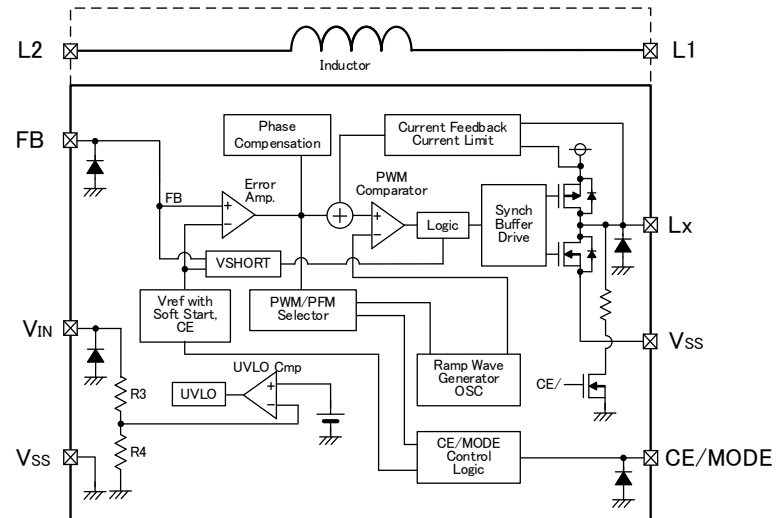 L2
L1
Inductor
FB
Phase
Compensation
Current Feedback
Current Limit
Error
Amp.
PWM
Comparator
FB
Logic
Synch
Buffer
Drive
Lx
VSHORT
Vref with
Soft Start,
CE
PWM/PFM
Selector
VIN
VSS
R3
UVLO Cmp
UVLO
Ramp Wave
Generator
OSC
CE/
R4
VSS
CE/MODE
Control
Logic
CE/MODE